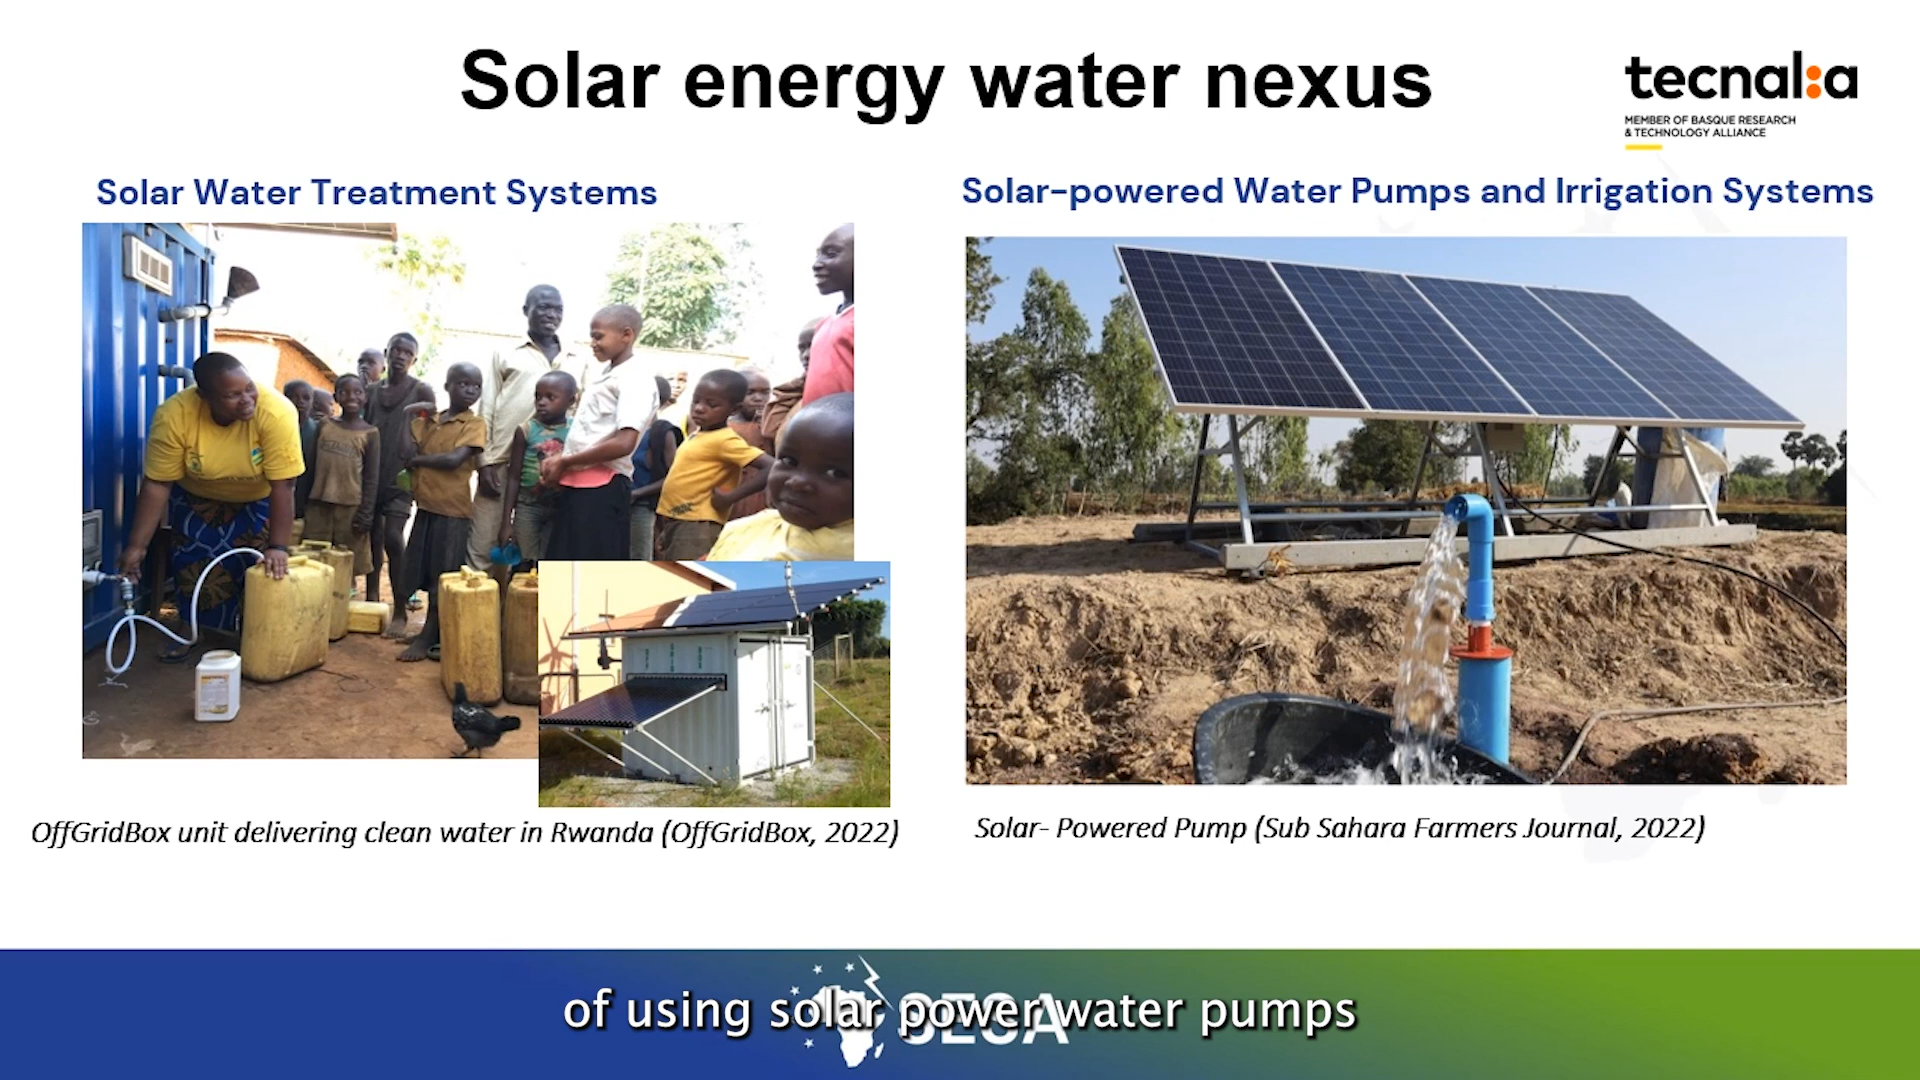 Solar energy water nexus
tecnalia
MEMBER OF BASQUE RESEARCH
& TECHNOLOGY ALLIANCE
Solar Water Treatment Systems
Solar-powered Water Pumps and Irrigation Systems
OffGridBox unit delivering clean water in Rwanda (OffGridBox, 2022)
Solar- Powered Pump (Sub Sahara Farmers Journal, 2022)
SESA
of using solar power water pumps